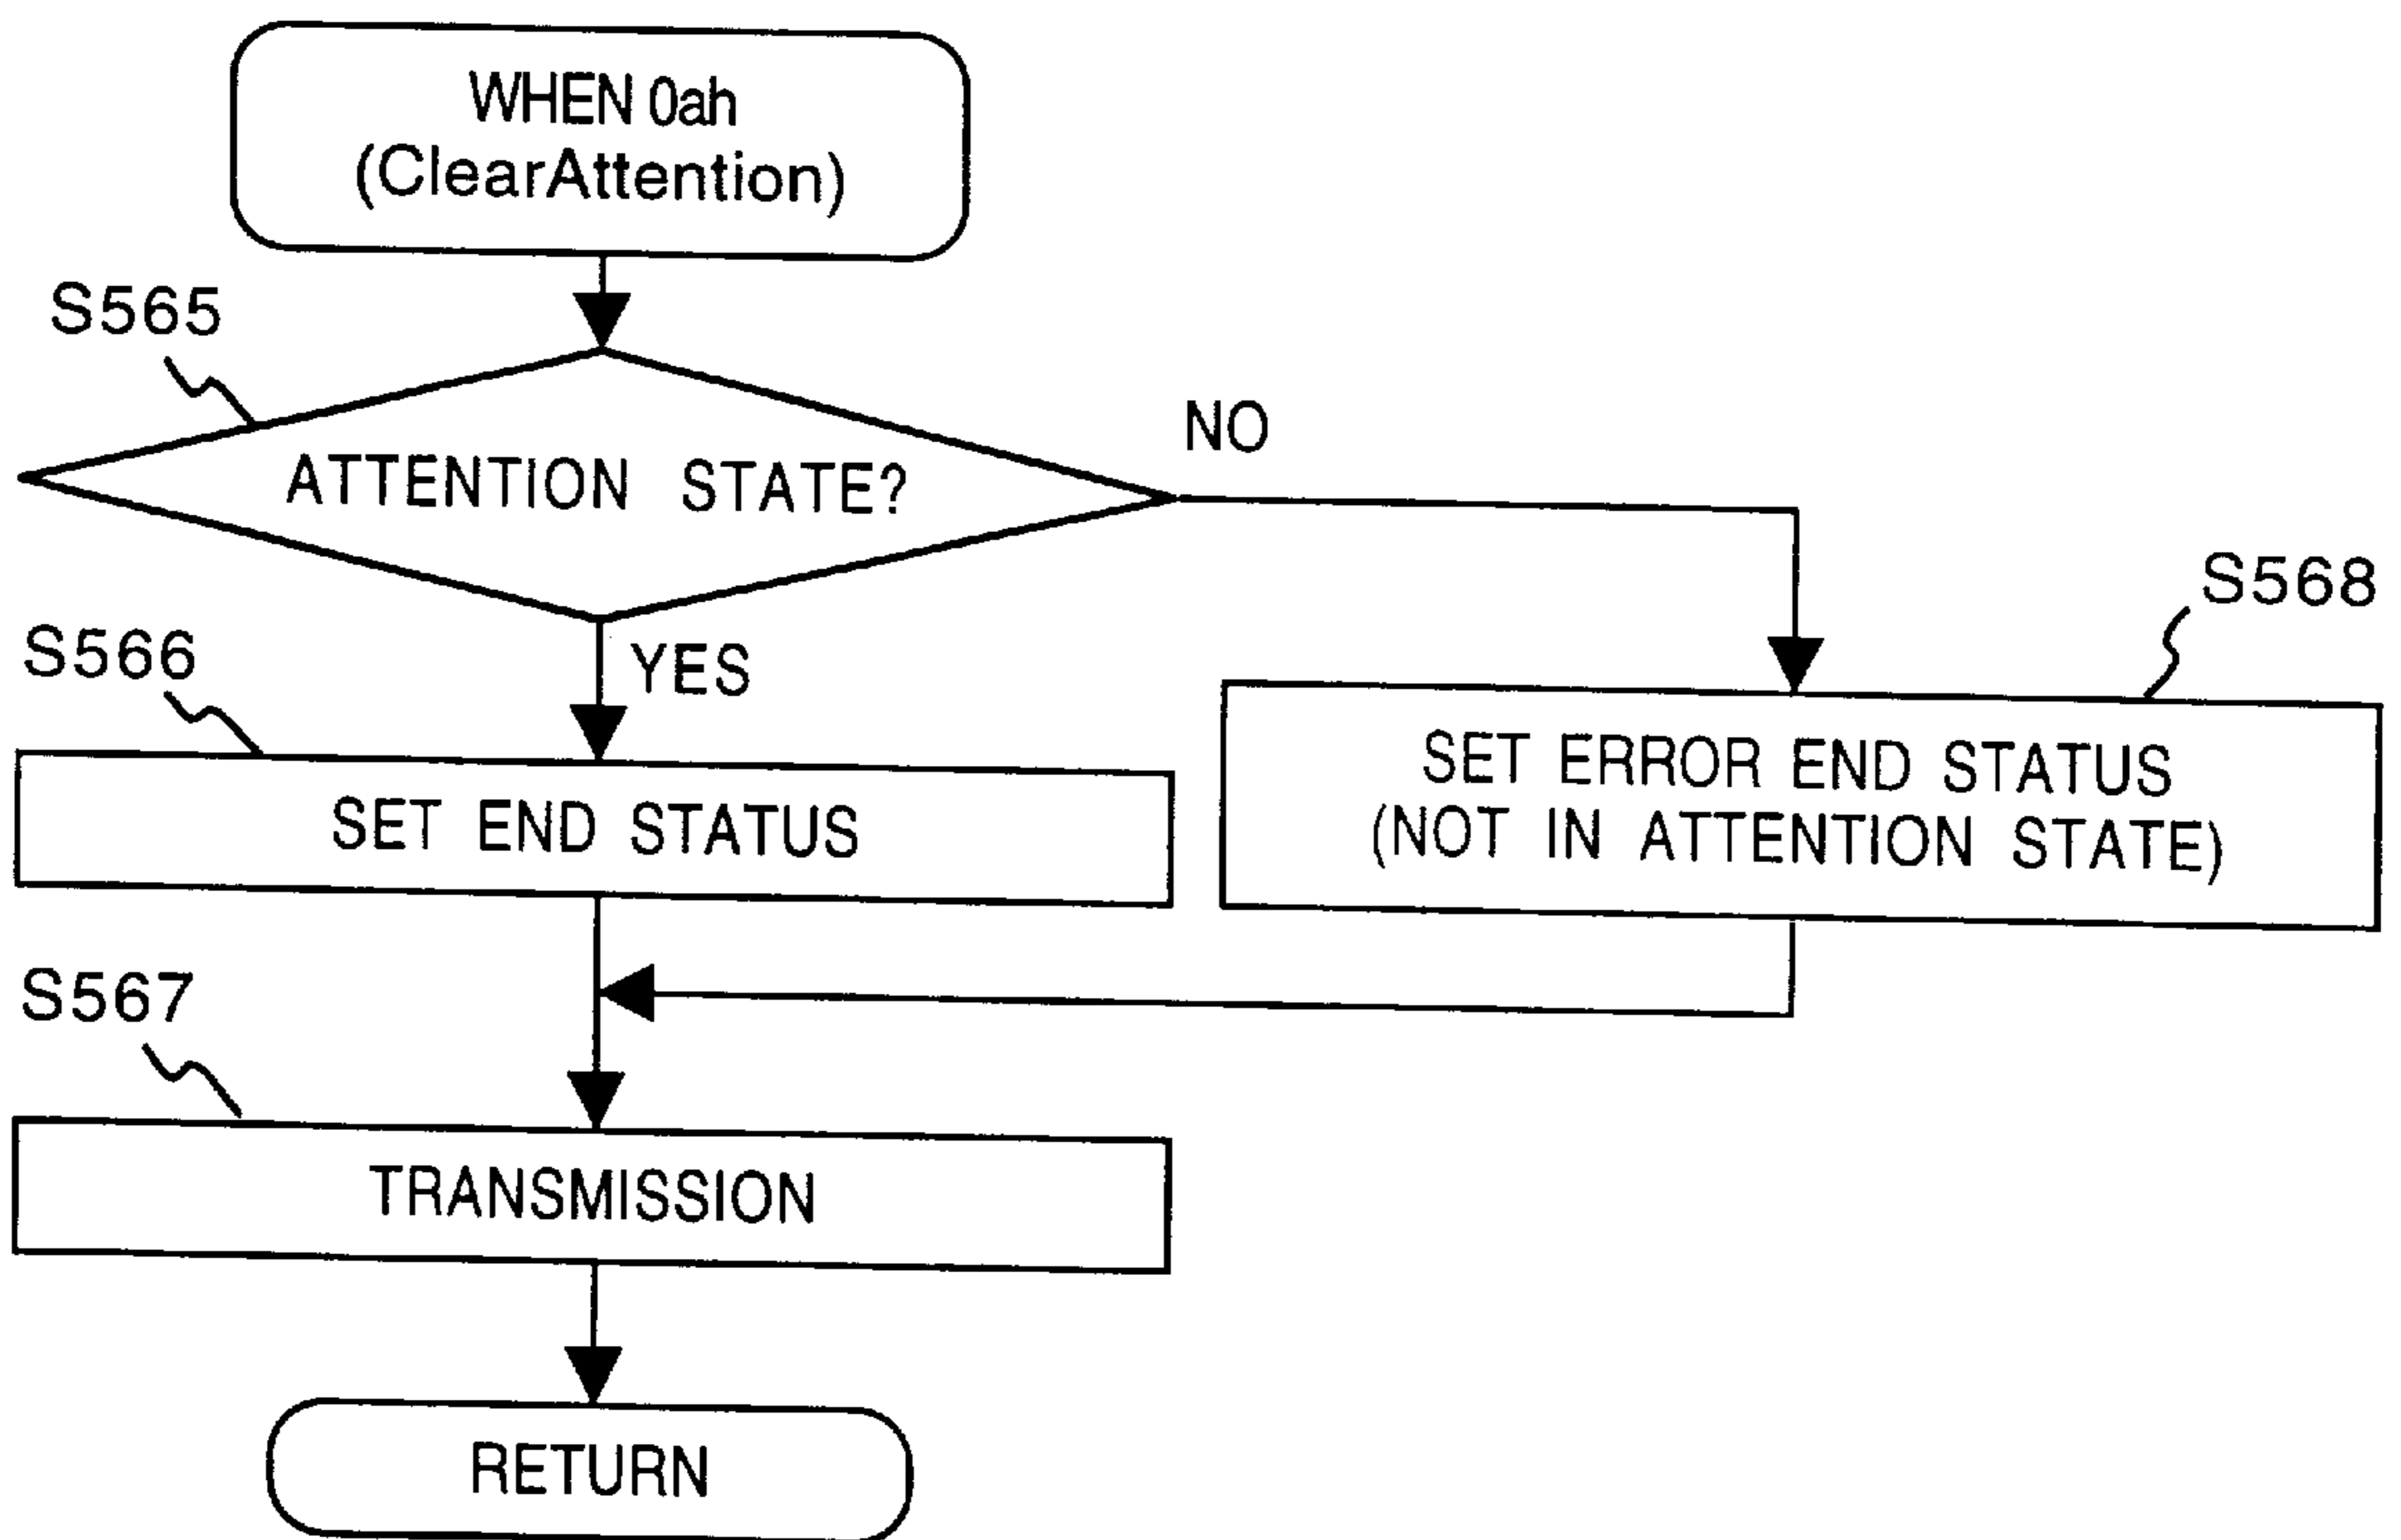 WHEN 0ah
(ClearAttention)
S565
ATTENTION STATE?
NO
YES
S566
SET END STATUS
S568
SET ERROR END STATUS
(NOT IN ATTENTION STATE)
S567
TRANSMISSION
RETURN